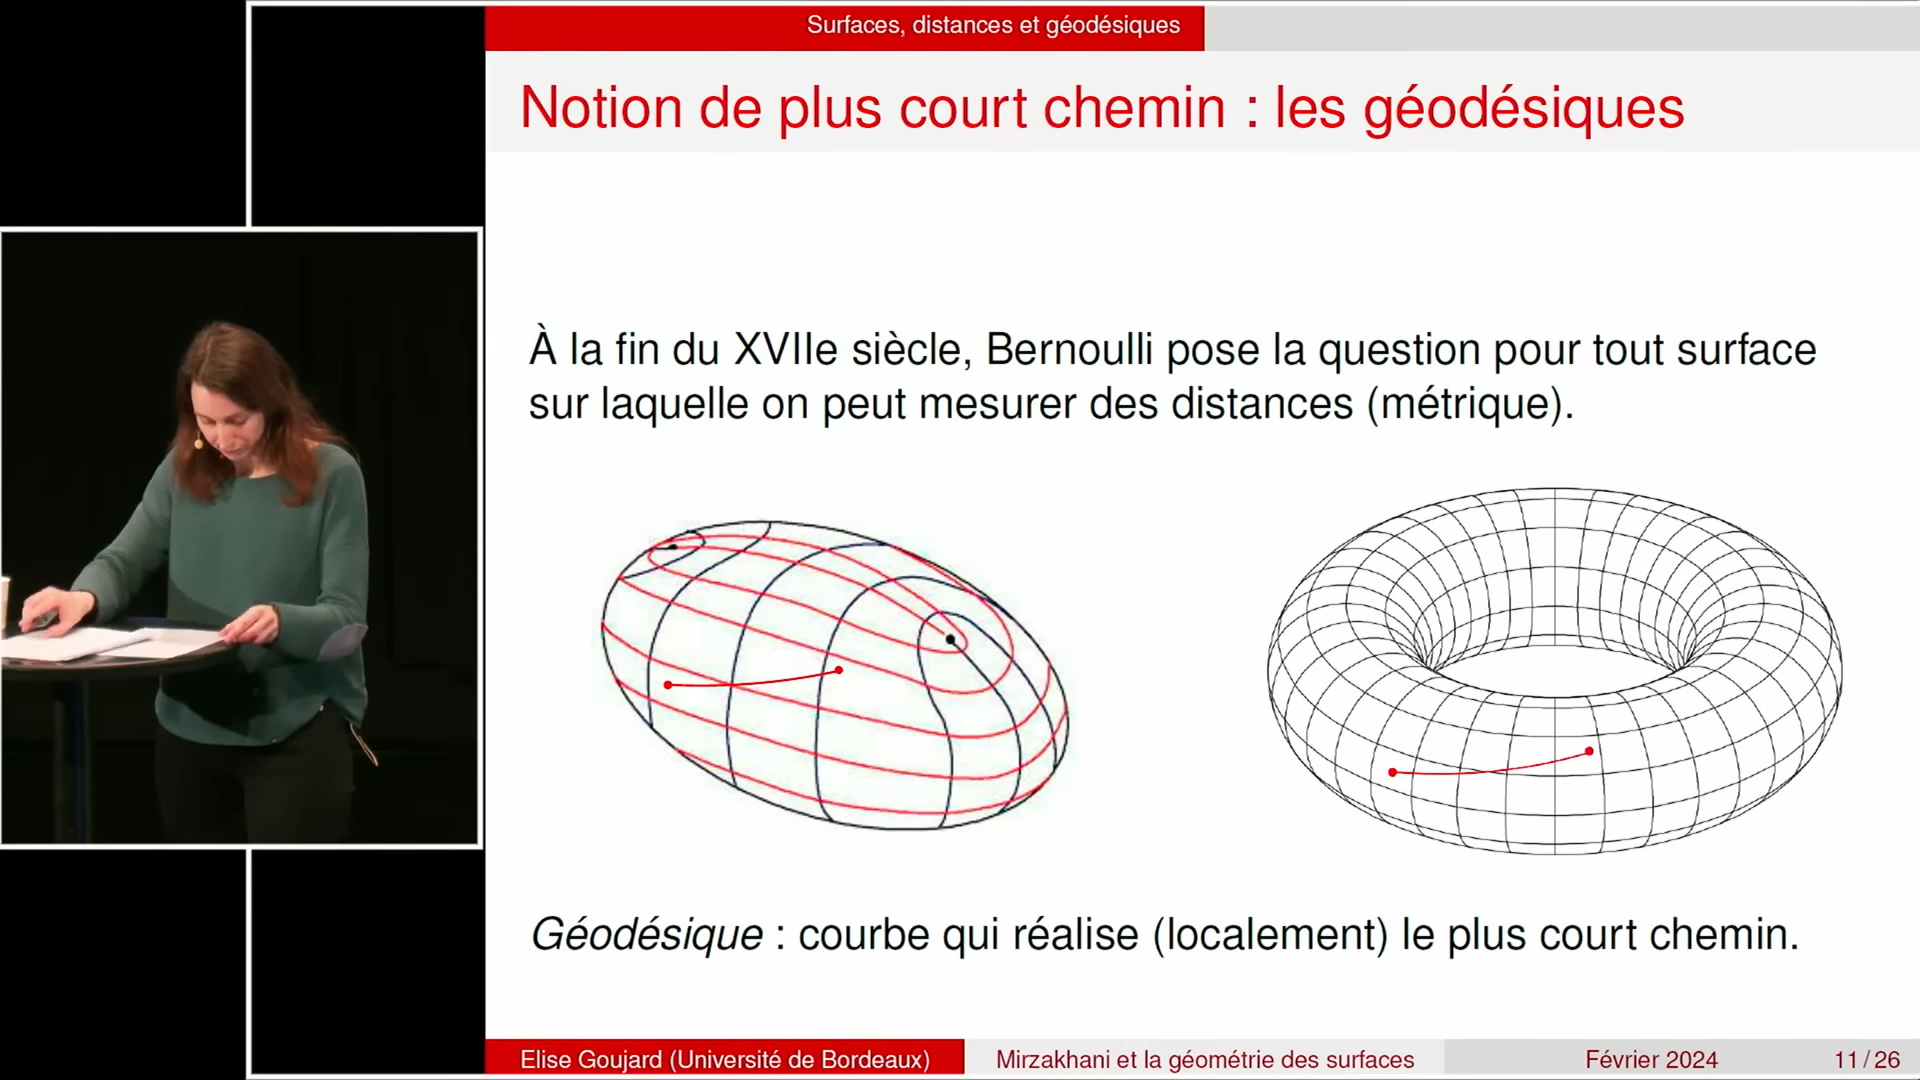 Surfaces, distances et géodésiques
Notion de plus court chemin : les géodésiques
À la fin du XVIIe siècle, Bernoulli pose la question pour tout surface
sur laquelle on peut mesurer des distances (métrique).
Géodésique : courbe qui réalise (localement) le plus court chemin.
Elise Goujard (Université de Bordeaux) Mirzakhani et la géométrie des surfaces Février 2024 11 / 26